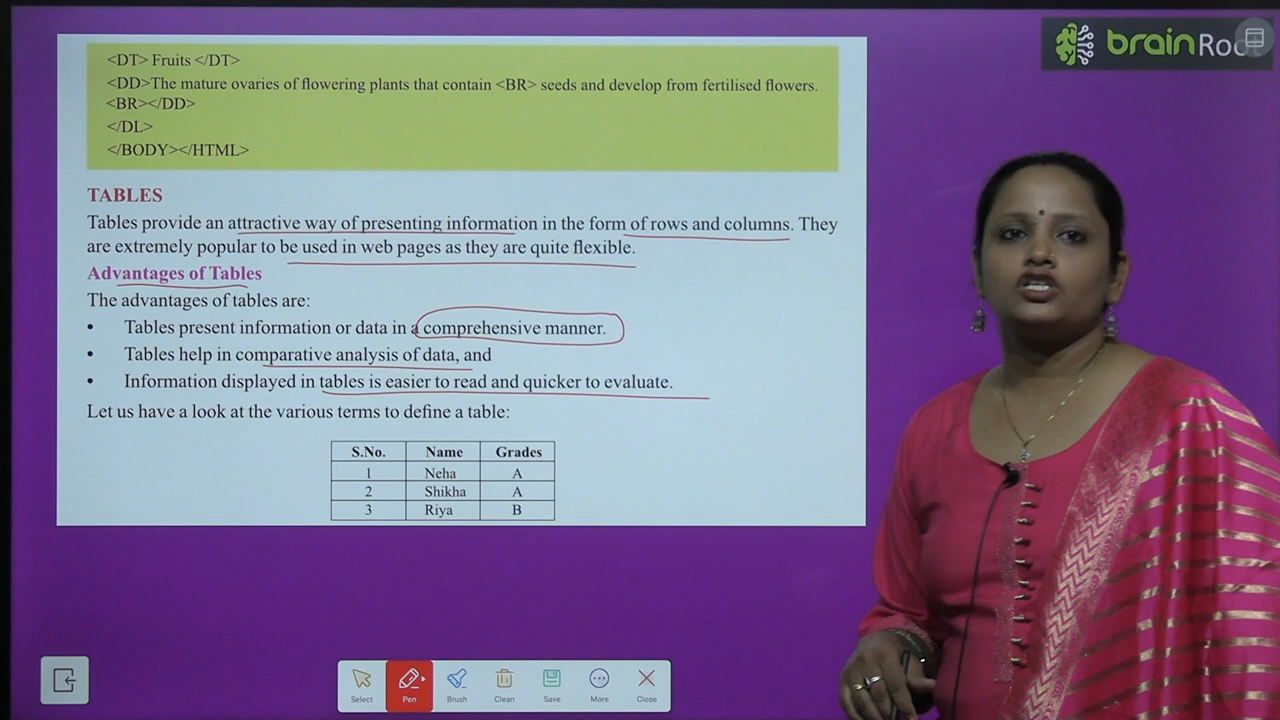 <DT> Fruits </DT>
<DD>The mature ovaries of flowering plants that contain <BR> seeds and develop from fertilised flowers.
<BR></DD>
</DL>
</BODY></HTML>
TABLES
Tables provide an attractive way of presenting information in the form of rows and columns. They
are extremely popular to be used in web pages as they are quite flexible.
Advantages of Tables
The advantages of tables are:
• Tables present information or data in a comprehensive manner.
• Tables help in comparative analysis of data, and
• Information displayed in tables is easier to read and quicker to evaluate.
Let us have a look at the various terms to define a table:
S.No. Name Grades
1 Neha A
2 Shikha A
3 Riya B
brainRoot
Select Pen Brush Clean Save More Close